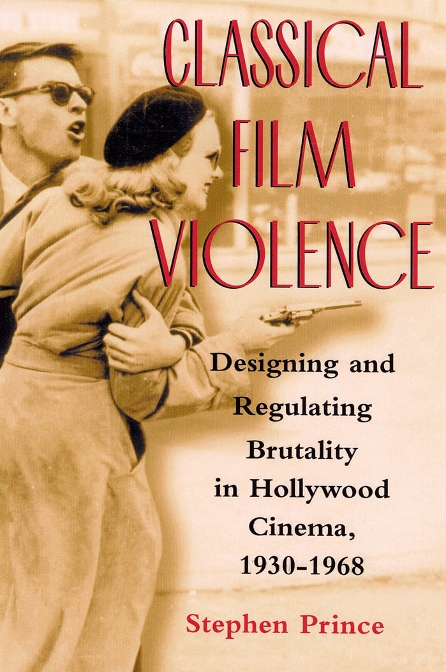 CLASSICAL
FILM
VIOLENCE
Designing and
Regulating
Brutality
in Hollywood
Cinema,
1930–1968
Stephen Prince